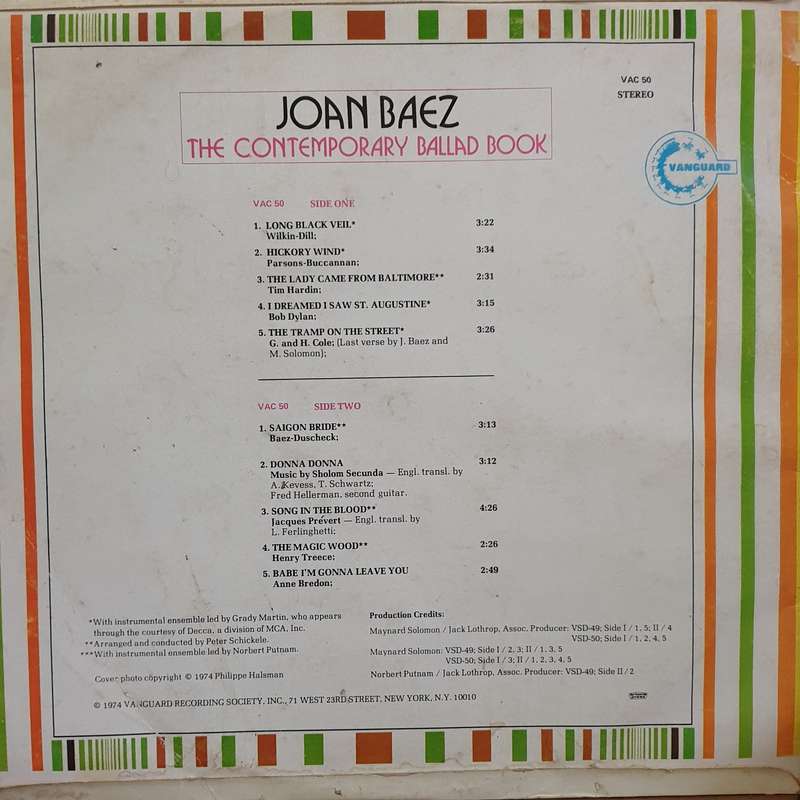 VAC 50
STEREO
JOAN BAEZ
THE CONTEMPORARY BALLAD BOOK
VANGUARD
VAC 50 SIDE ONE
1. LONG BLACK VEIL* 3:22
Wilkin-Dill;
2. HICKORY WIND* 3:34
Parsons-Buccannan;
3. THE LADY CAME FROM BALTIMORE** 2:31
Tim Hardin;
4. I DREAMED I SAW ST. AUGUSTINE* 3:15
Bob Dylan;
5. THE TRAMP ON THE STREET* 3:26
G. and H. Cole; (Last verse by J. Baez and
M. Solomon);
VAC 50 SIDE TWO
1. SAIGON BRIDE** 3:13
Baez-Duscheck;
2. DONNA DONNA 3:12
Music by Sholom Secunda — Engl. transl. by
A. Kevess, T. Schwartz;
Fred Hellerman, second guitar.
3. SONG IN THE BLOOD** 4:26
Jacques Prévert — Engl. transl. by
L. Ferlinghetti;
4. THE MAGIC WOOD** 2:26
Henry Treece;
5. BABE I'M GONNA LEAVE YOU 2:49
Anne Bredon;
*With instrumental ensemble led by Grady Martin, who appears
through the courtesy of Decca, a division of MCA, Inc.
**Arranged and conducted by Peter Schickele.
***With instrumental ensemble led by Norbert Putnam.
Cover photo copyright © 1974 Philippe Halsman
Production Credits:
Maynard Solomon / Jack Lothrop, Assoc. Producer: VSD-49; Side I / 1, 5; II / 4
VSD-50; Side I / 1, 2, 4, 5
Maynard Solomon: VSD-49; Side I / 2, 3; II / 1, 3, 5
VSD-50; Side I / 3; II / 1, 2, 3, 4, 5
Norbert Putnam / Jack Lothrop, Assoc. Producer: VSD-49; Side II / 2
© 1974 VANGUARD RECORDING SOCIETY, INC., 71 WEST 23RD STREET, NEW YORK, N.Y. 10010